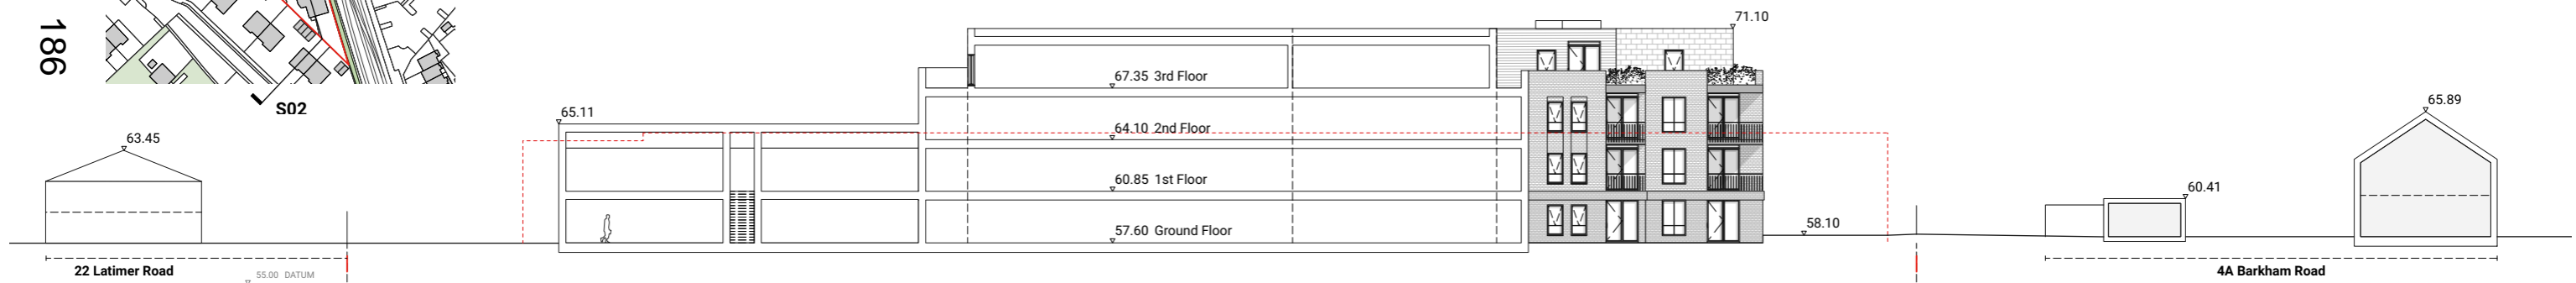 186
S02
71.10
67.35 3rd Floor
65.11
65.89
63.45
64.10 2nd Floor
60.85 1st Floor
60.41
57.60 Ground Floor
58.10
22 Latimer Road
4A Barkham Road
55.00 DATUM